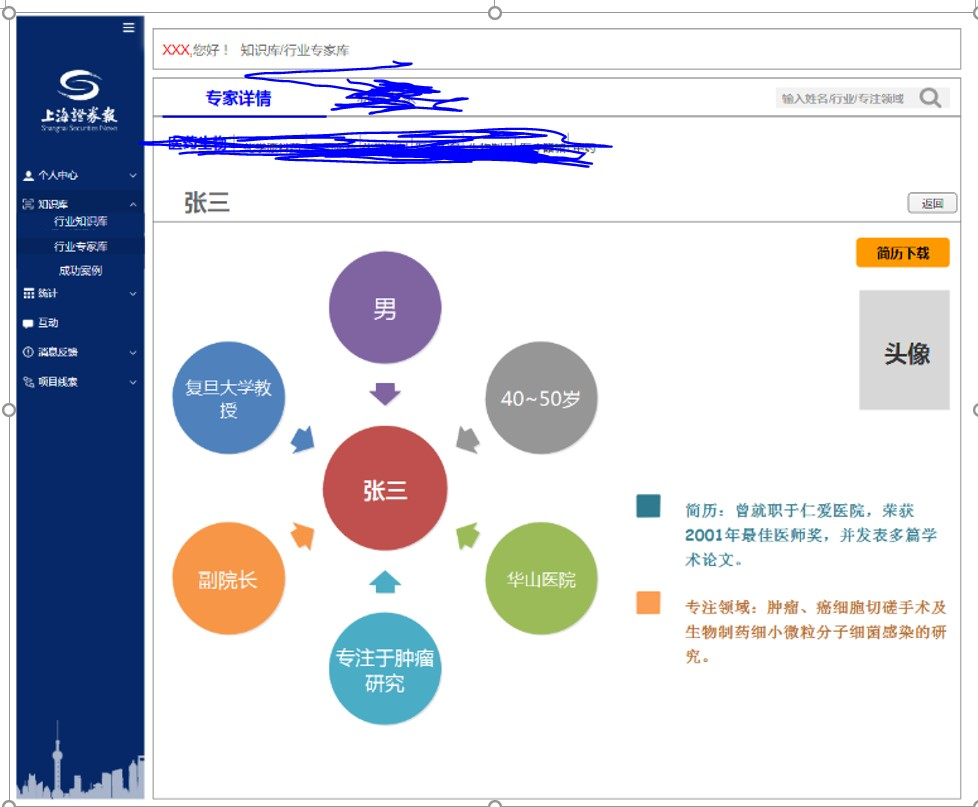 XXX,您好！ 知识库/行业专家库
上海證券報
Shanghai Securities News
个人中心
知识库
行业知识库
行业专家库
成功案例
统计
互动
消息反馈
项目线索
专家详情
输入姓名/行业/专注领域
医药生物
张三
返回
简历下载
头像
男
复旦大学教
授
40~50岁
张三
副院长
华山医院
专注于肿瘤
研究
简历：曾就职于仁爱医院，荣获
2001年最佳医师奖，并发表多篇学
术论文。
专注领域：肿瘤、癌细胞切磋手术及
生物制药细小微粒分子细菌感染的研
究。